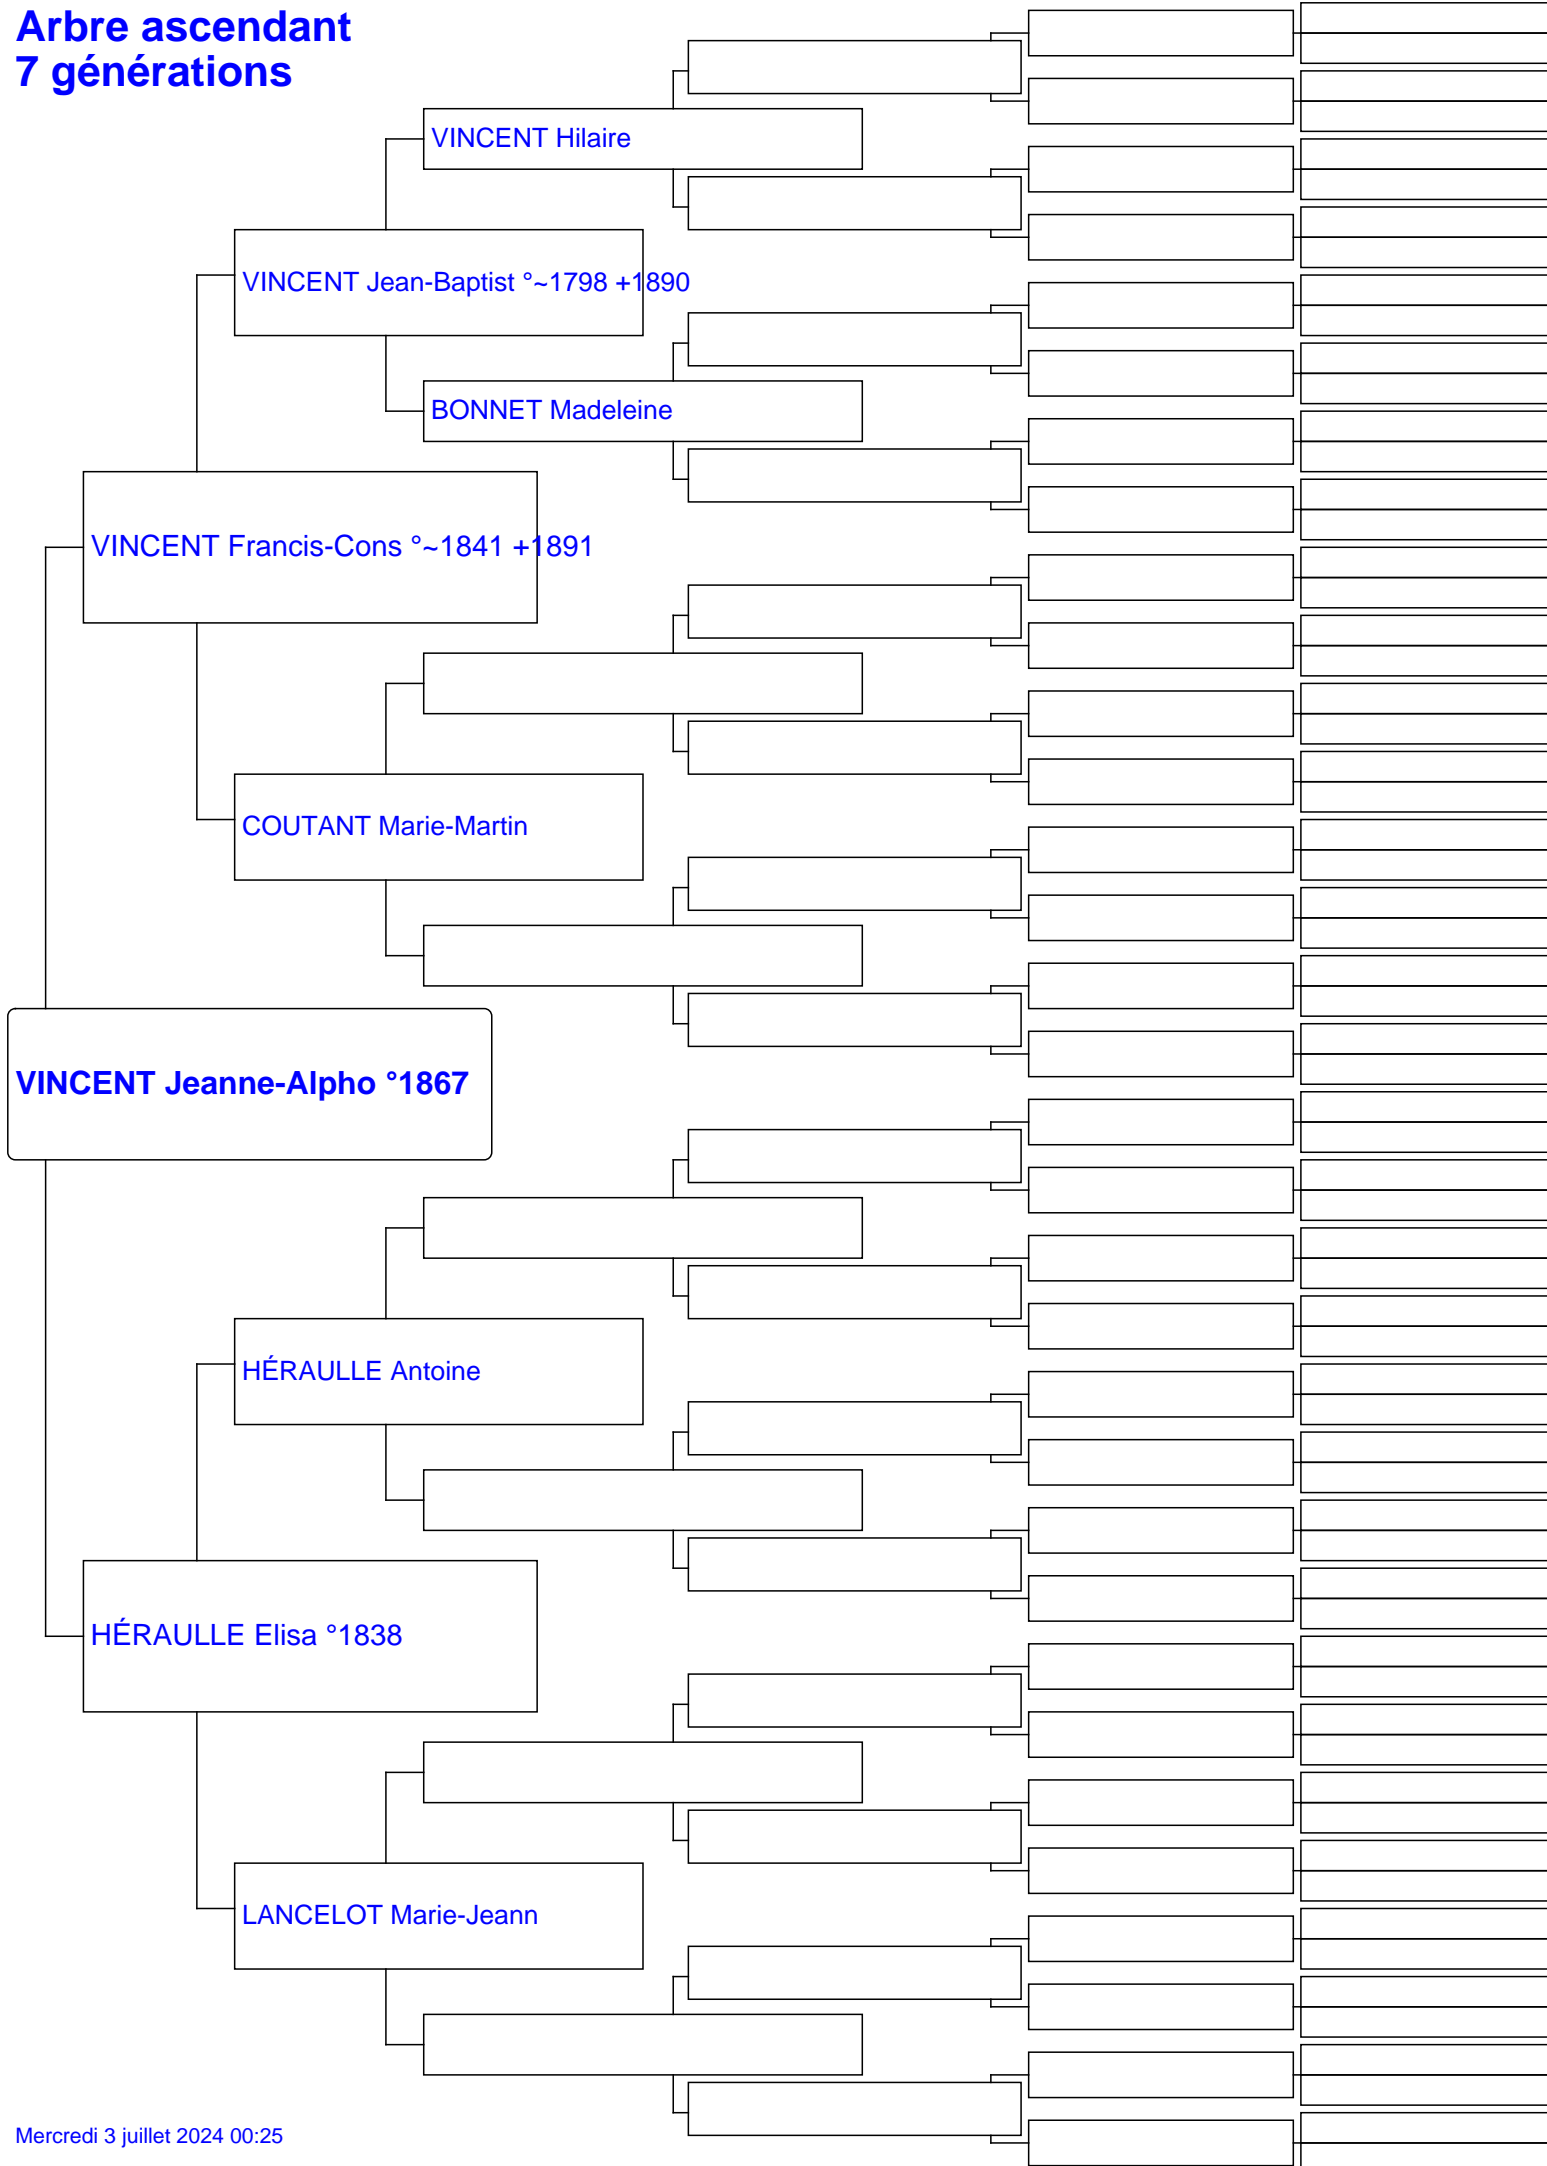 Arbre ascendant
7 générations
VINCENT Hilaire
VINCENT Jean-Baptist °~1798 +1890
BONNET Madeleine
VINCENT Francis-Cons °~1841 +1891
COUTANT Marie-Martin
VINCENT Jeanne-Alpho °1867
HÉRAULLE Antoine
HÉRAULLE Elisa °1838
LANCELOT Marie-Jeann
Mercredi 3 juillet 2024 00:25